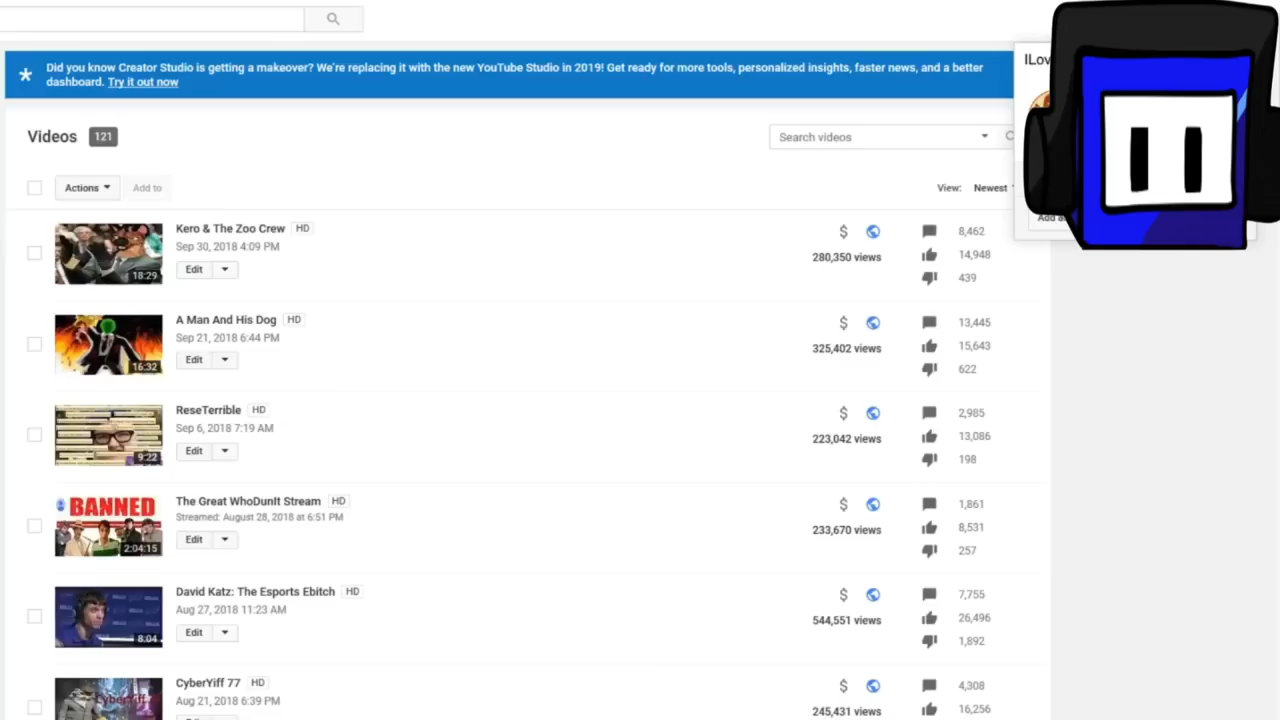 Did you know Creator Studio is getting a makeover? We're replacing it with the new YouTube Studio in 2019! Get ready for more tools, personalized insights, faster news, and a better
dashboard. Try it out now
ILov
Videos 121
Search videos
Actions Add to
View: Newest
Add a
Kero & The Zoo Crew HD
Sep 30, 2018 4:09 PM
18:29
Edit
280,350 views
8,462
14,948
439
A Man And His Dog HD
Sep 21, 2018 6:44 PM
16:32
Edit
325,402 views
13,445
15,643
622
ReseTerrible HD
Sep 6, 2018 7:19 AM
9:22
Edit
223,042 views
2,985
13,086
198
The Great WhoDunIt Stream HD
Streamed: August 28, 2018 at 6:51 PM
BANNED
2:04:15
Edit
233,670 views
1,861
8,531
257
David Katz: The Esports Ebitch HD
Aug 27, 2018 11:23 AM
8:04
Edit
544,551 views
7,755
26,496
1,892
CyberYiff 77 HD
Aug 21, 2018 6:39 PM
245,431 views
4,308
16,256